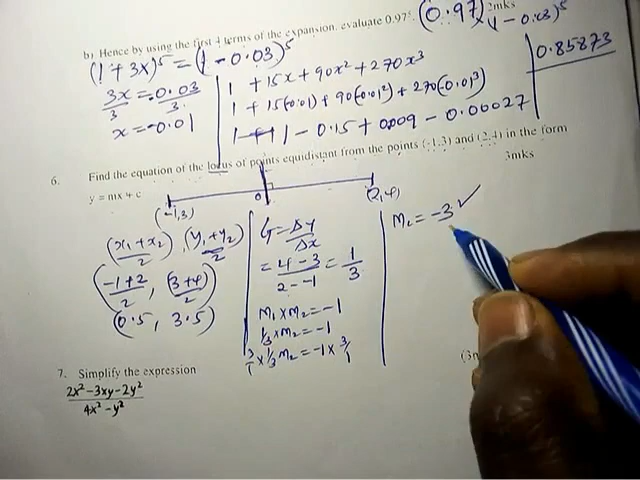 b) Hence by using the first 4 terms of the expansion, evaluate 0.97⁵. (0.97)⁵ 2mks
(1 - 0.03)⁵
(1 + 3x)⁵ = (1 - 0.03)⁵
3x/3 = -0.03/3
x = -0.01
1 + 15x + 90x² + 270x³
1 + 15(-0.01) + 90(-0.01²) + 270(-0.01)³
1 - 0.15 + 0.009 - 0.00027
0.85873
6. Find the equation of the locus of points equidistant from the points (-1,3) and (2,4) in the form
y = mx + c 3mks
(-1,3) (2,4)
(x₁+x₂)/2, (y₁+y₂)/2
(-1+2)/2, (3+4)/2
(0.5, 3.5)
G = Δy/Δx
= 4-3/2--1 = 1/3
M₁ x M₂ = -1
1/3 x M₂ = -1
3/1 x 1/3 M₂ = -1 x 3/1
M₂ = -3 ✓
7. Simplify the expression
2x² - 3xy - 2y²
4x² - y²
(3m